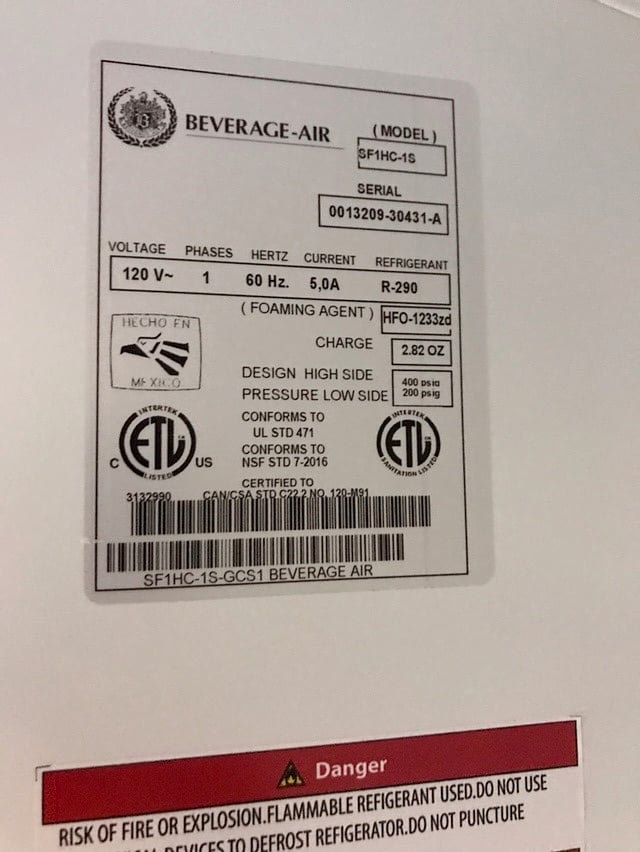 BEVERAGE-AIR
(MODEL)
SF1HC-1S
SERIAL
0013209-30431-A
VOLTAGE PHASES HERTZ CURRENT REFRIGERANT
120 V~ 1 60 Hz. 5,0A R-290
(FOAMING AGENT) HFO-1233zd
CHARGE 2.82 OZ
HECHO EN
MEXICO
DESIGN HIGH SIDE 400 psig
PRESSURE LOW SIDE 200 psig
INTERTEK
C ETL US
LISTED
CONFORMS TO
UL STD 471
CONFORMS TO
NSF STD 7-2016
INTERTEK
ETL
SANITATION LISTED
CERTIFIED TO
3132990 CAN/CSA STD C22.2 NO. 120-M91
SF1HC-1S-GCS1 BEVERAGE AIR
Danger
RISK OF FIRE OR EXPLOSION.FLAMMABLE REFIGERANT USED.DO NOT USE
DEVICES TO DEFROST REFIGERATOR.DO NOT PUNCTURE